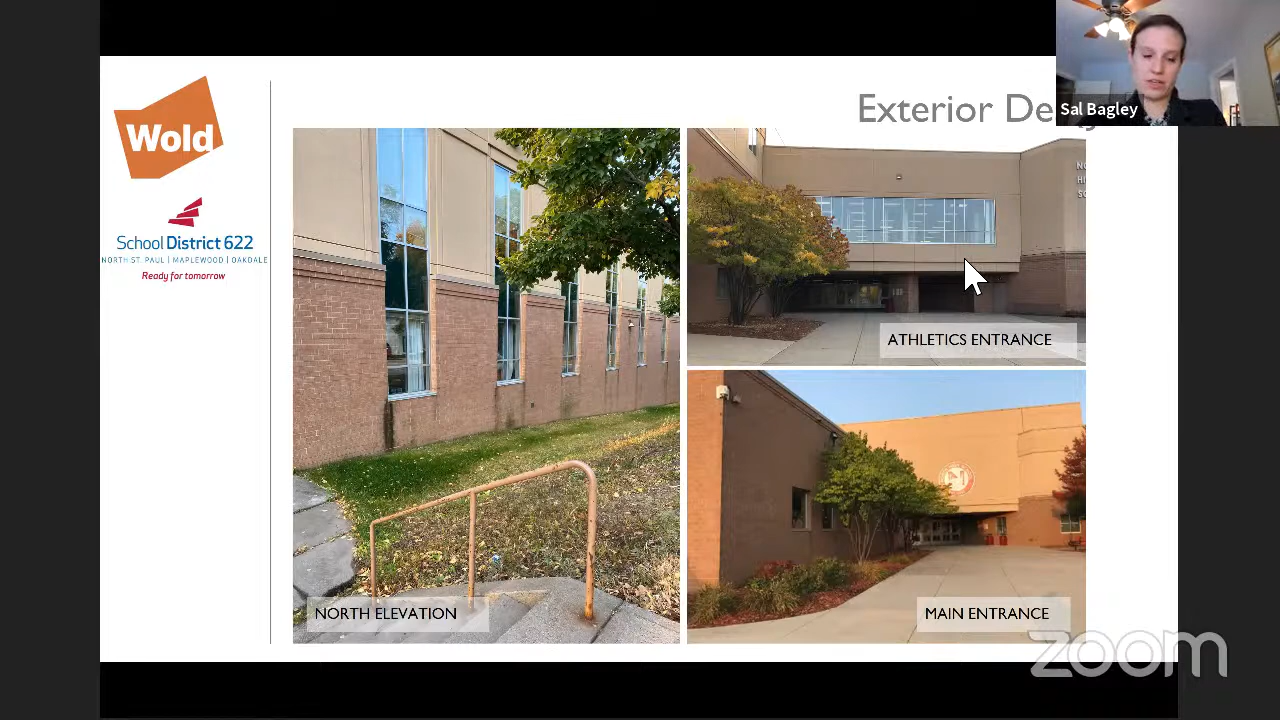 Wold
School District 622
NORTH ST. PAUL | MAPLEWOOD | OAKDALE
Ready for tomorrow
Exterior De
Sal Bagley
NORTH ELEVATION
ATHLETICS ENTRANCE
MAIN ENTRANCE
zoom